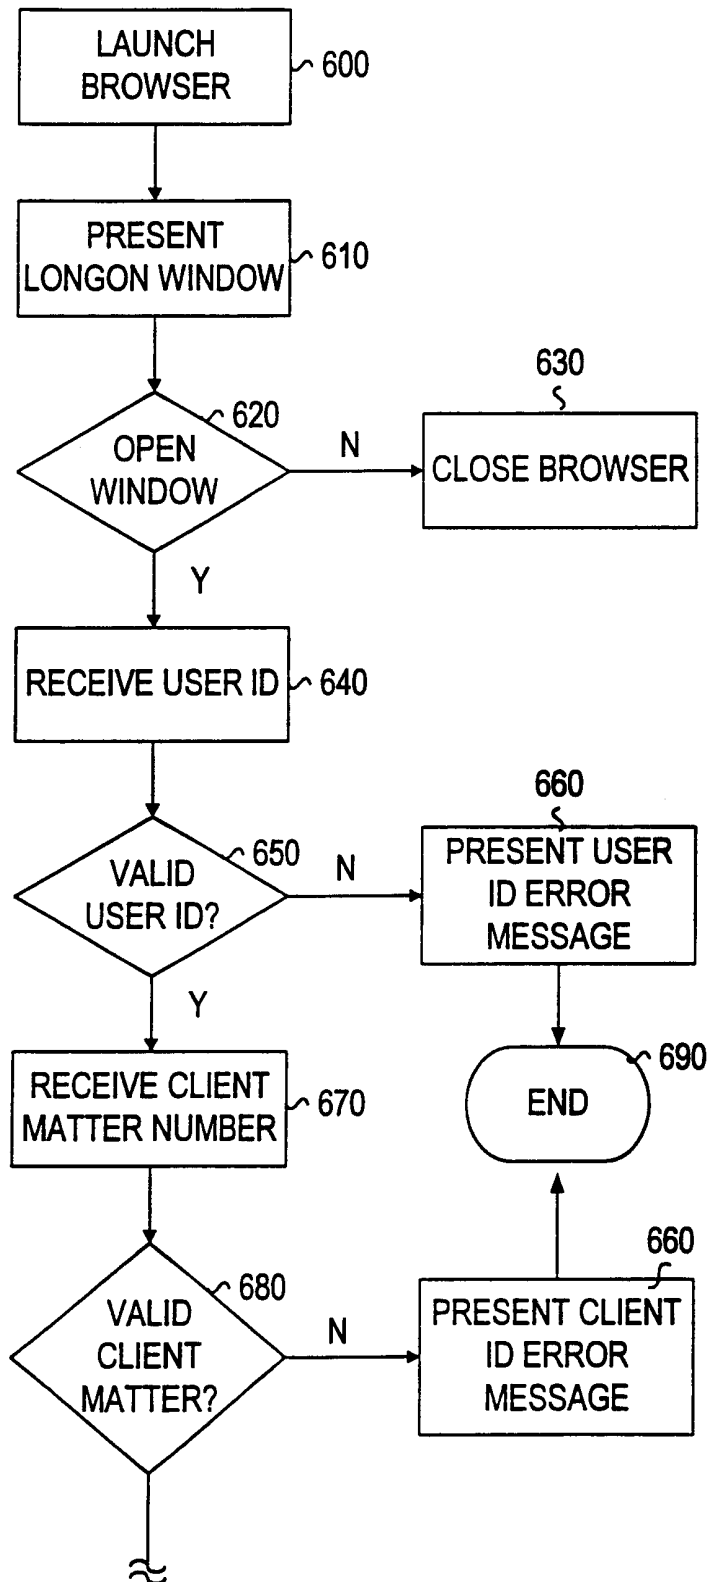 LAUNCH
BROWSER
600
PRESENT
LONGON WINDOW
610
OPEN
WINDOW
620
N
630
CLOSE BROWSER
Y
RECEIVE USER ID
640
VALID
USER ID?
650
N
660
PRESENT USER
ID ERROR
MESSAGE
Y
RECEIVE CLIENT
MATTER NUMBER
670
END
690
VALID
CLIENT
MATTER?
680
N
660
PRESENT CLIENT
ID ERROR
MESSAGE